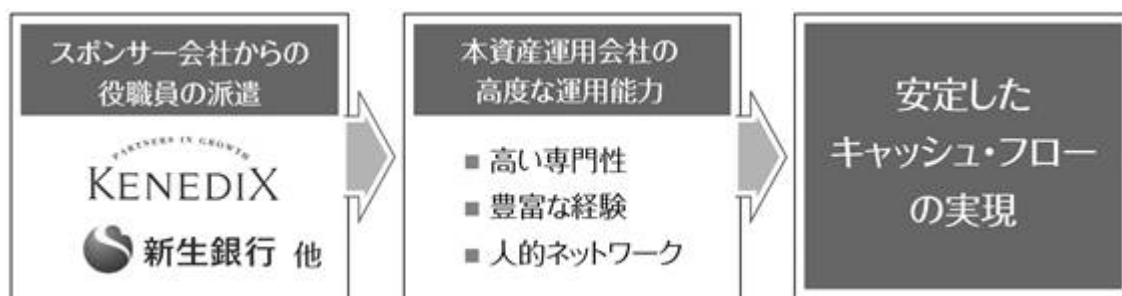 スポンサー会社からの
役職員の派遣
PARTNERS IN GROWTH
KENEDIX
新生銀行 他
本資産運用会社の
高度な運用能力
■ 高い専門性
■ 豊富な経験
■ 人的ネットワーク
安定した
キャッシュ・フロー
の実現